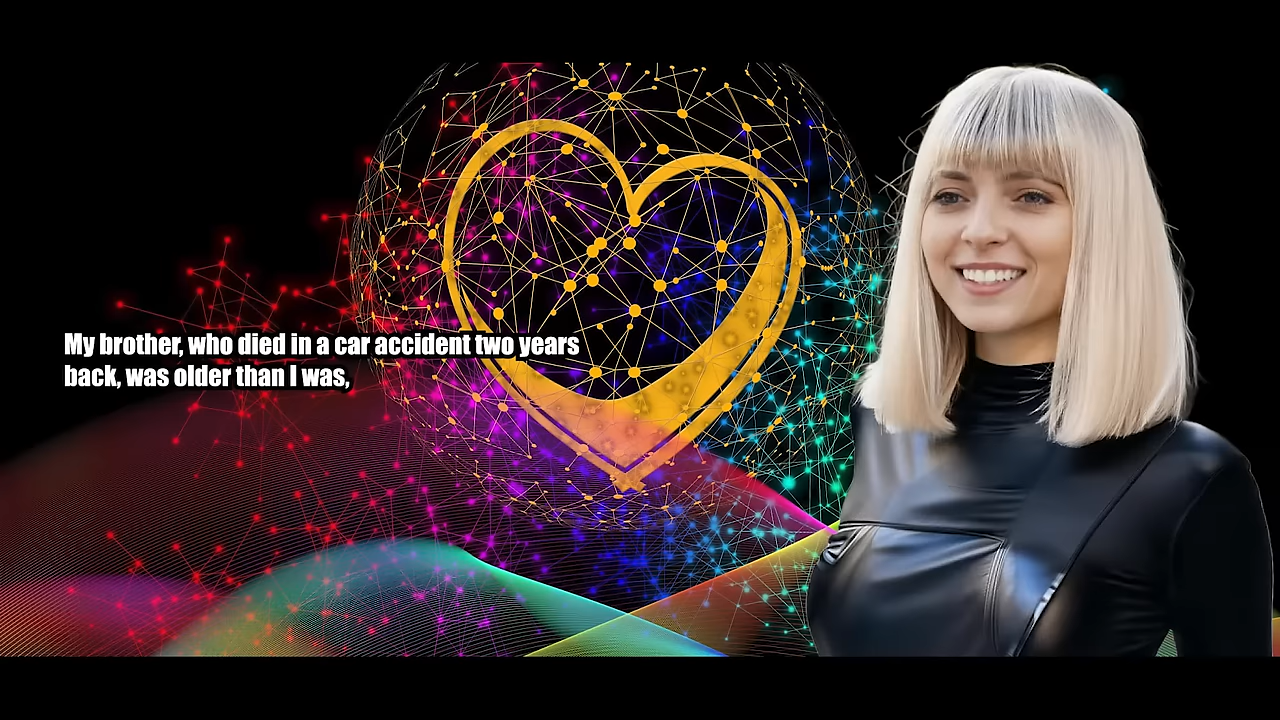 My brother, who died in a car accident two years
back, was older than I was,